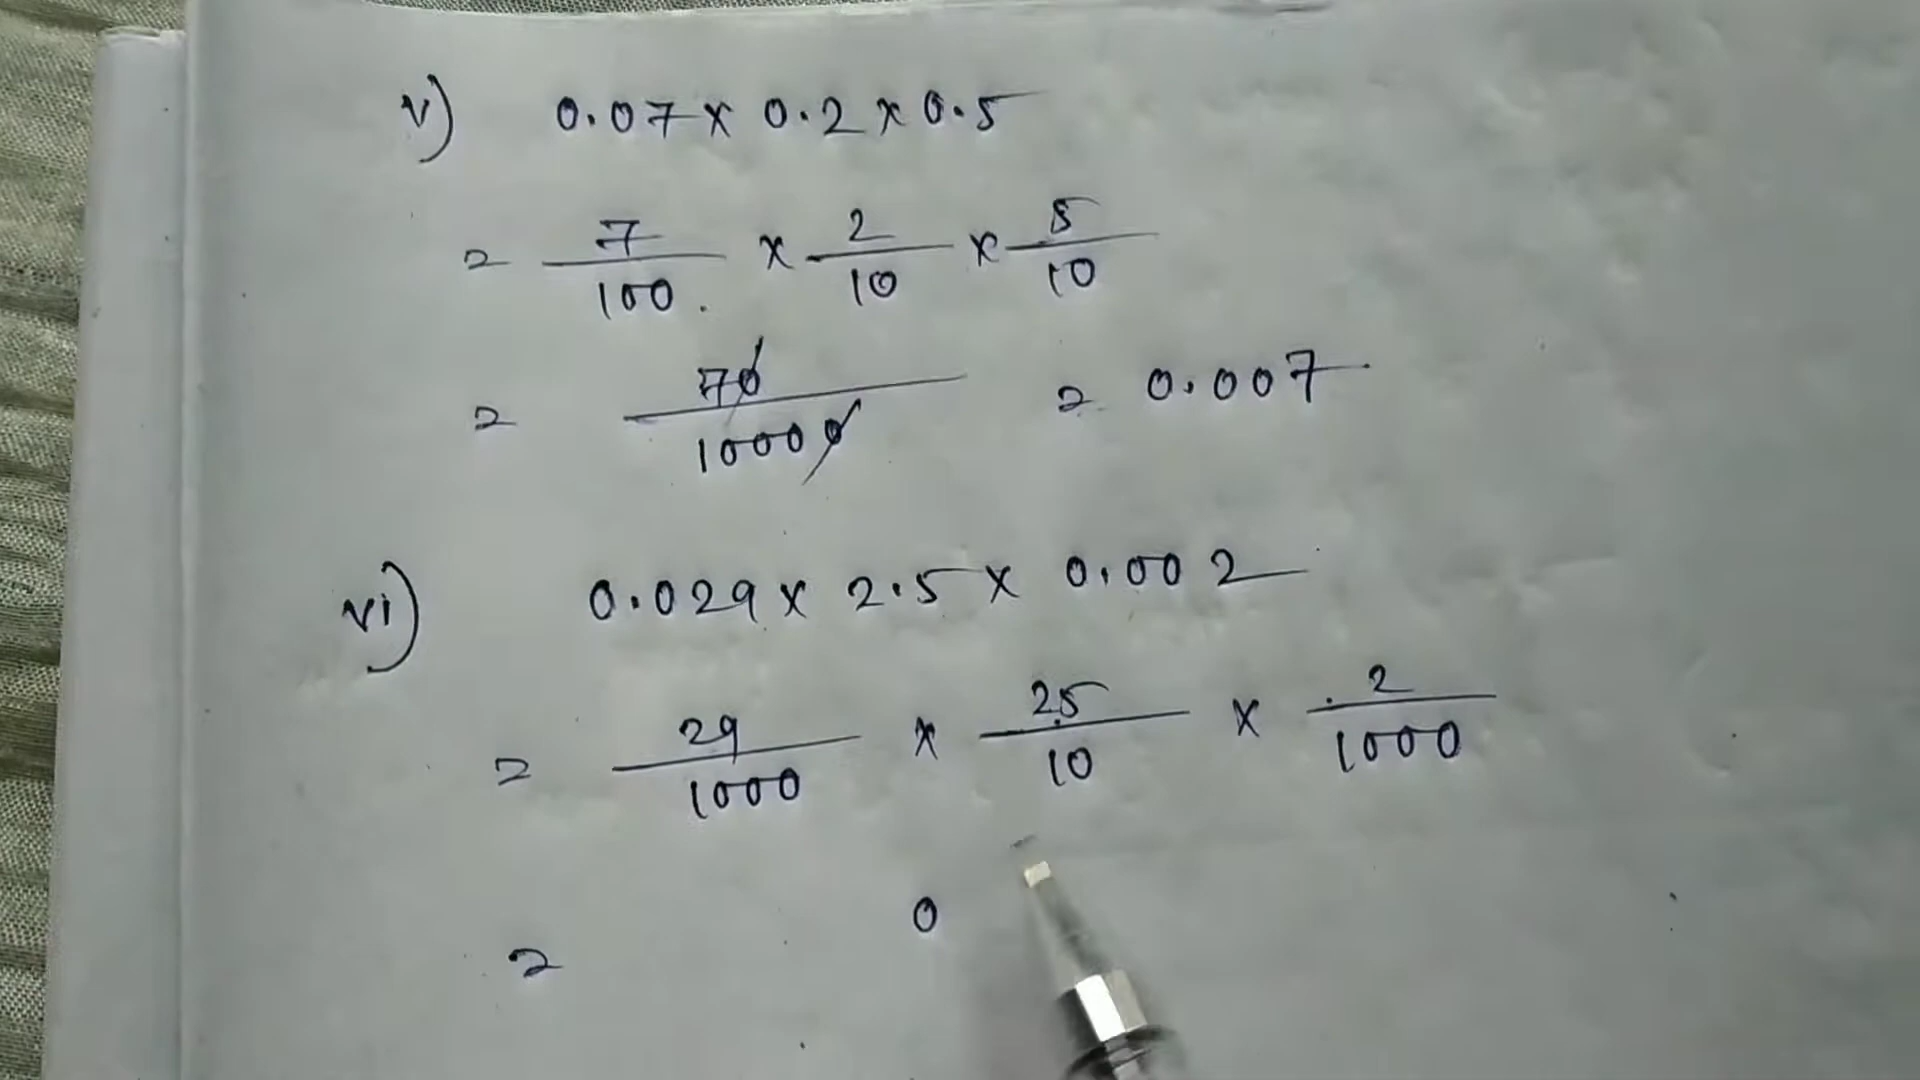 v) 0.07 x 0.2 x 0.5
= 7/100 x 2/10 x 5/10
= 70/10000 = 0.007
vi) 0.029 x 2.5 x 0.002
= 29/1000 x 25/10 x 2/1000
= 0